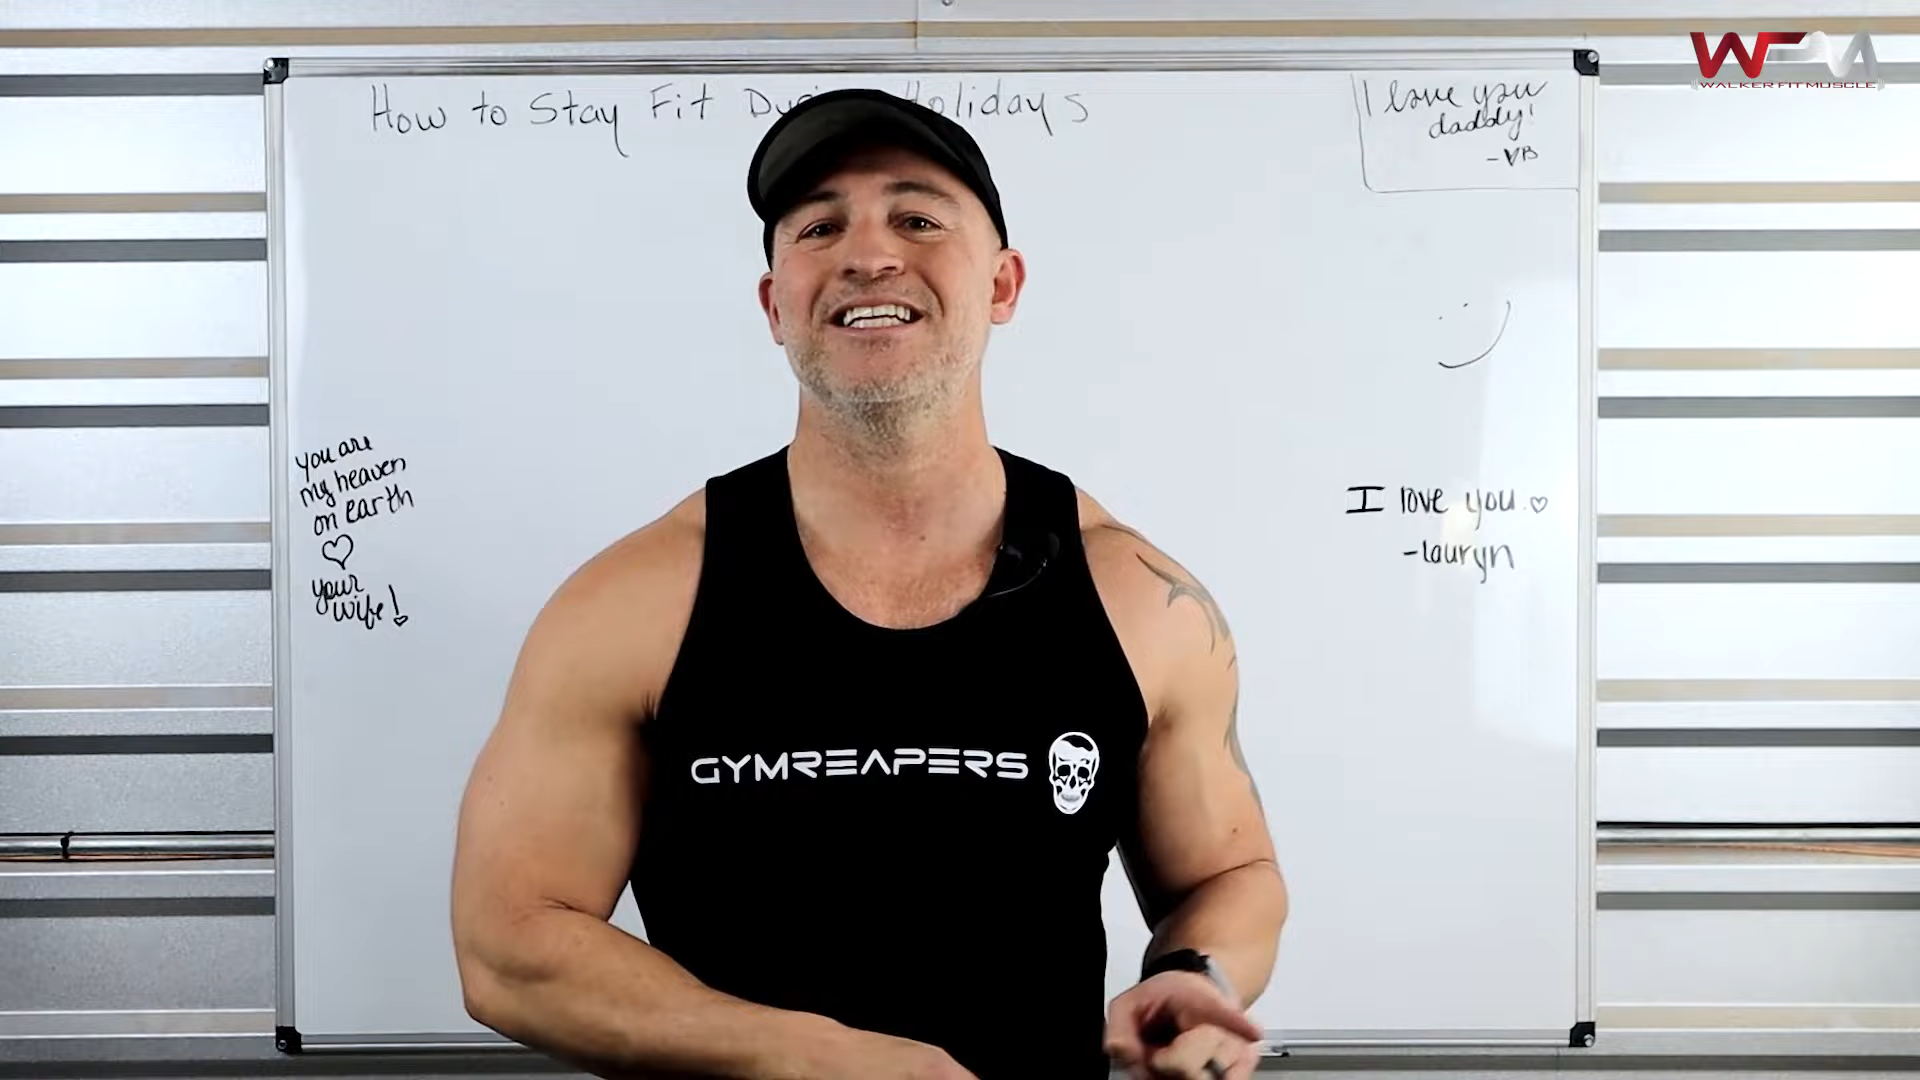 How to Stay Fit Holidays
WFM
WALKER FIT MUSCLE
I love you
daddy!
-VB
you are
my heaven
on earth
your
wife!
I love you.
-lauryn
GYMREAPERS